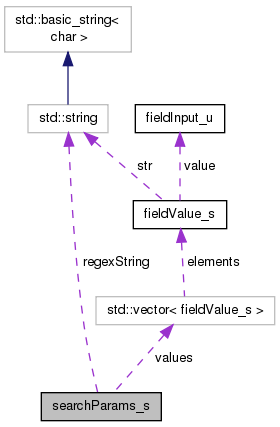 std::basic_string<
char >
std::string
fieldInput_u
str
value
fieldValue_s
regexString
elements
std::vector< fieldValue_s >
values
searchParams_s